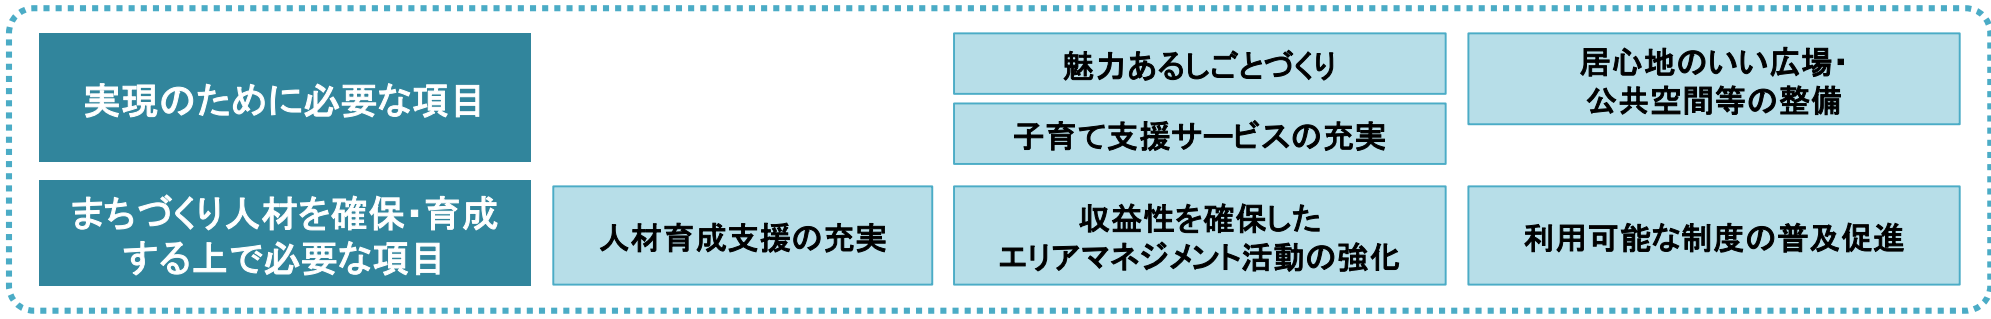 実現のために必要な項目
魅力あるしごとづくり
子育て支援サービスの充実
居心地のいい広場・
公共空間等の整備
まちづくり人材を確保・育成
する上で必要な項目
人材育成支援の充実
収益性を確保した
エリアマネジメント活動の強化
利用可能な制度の普及促進